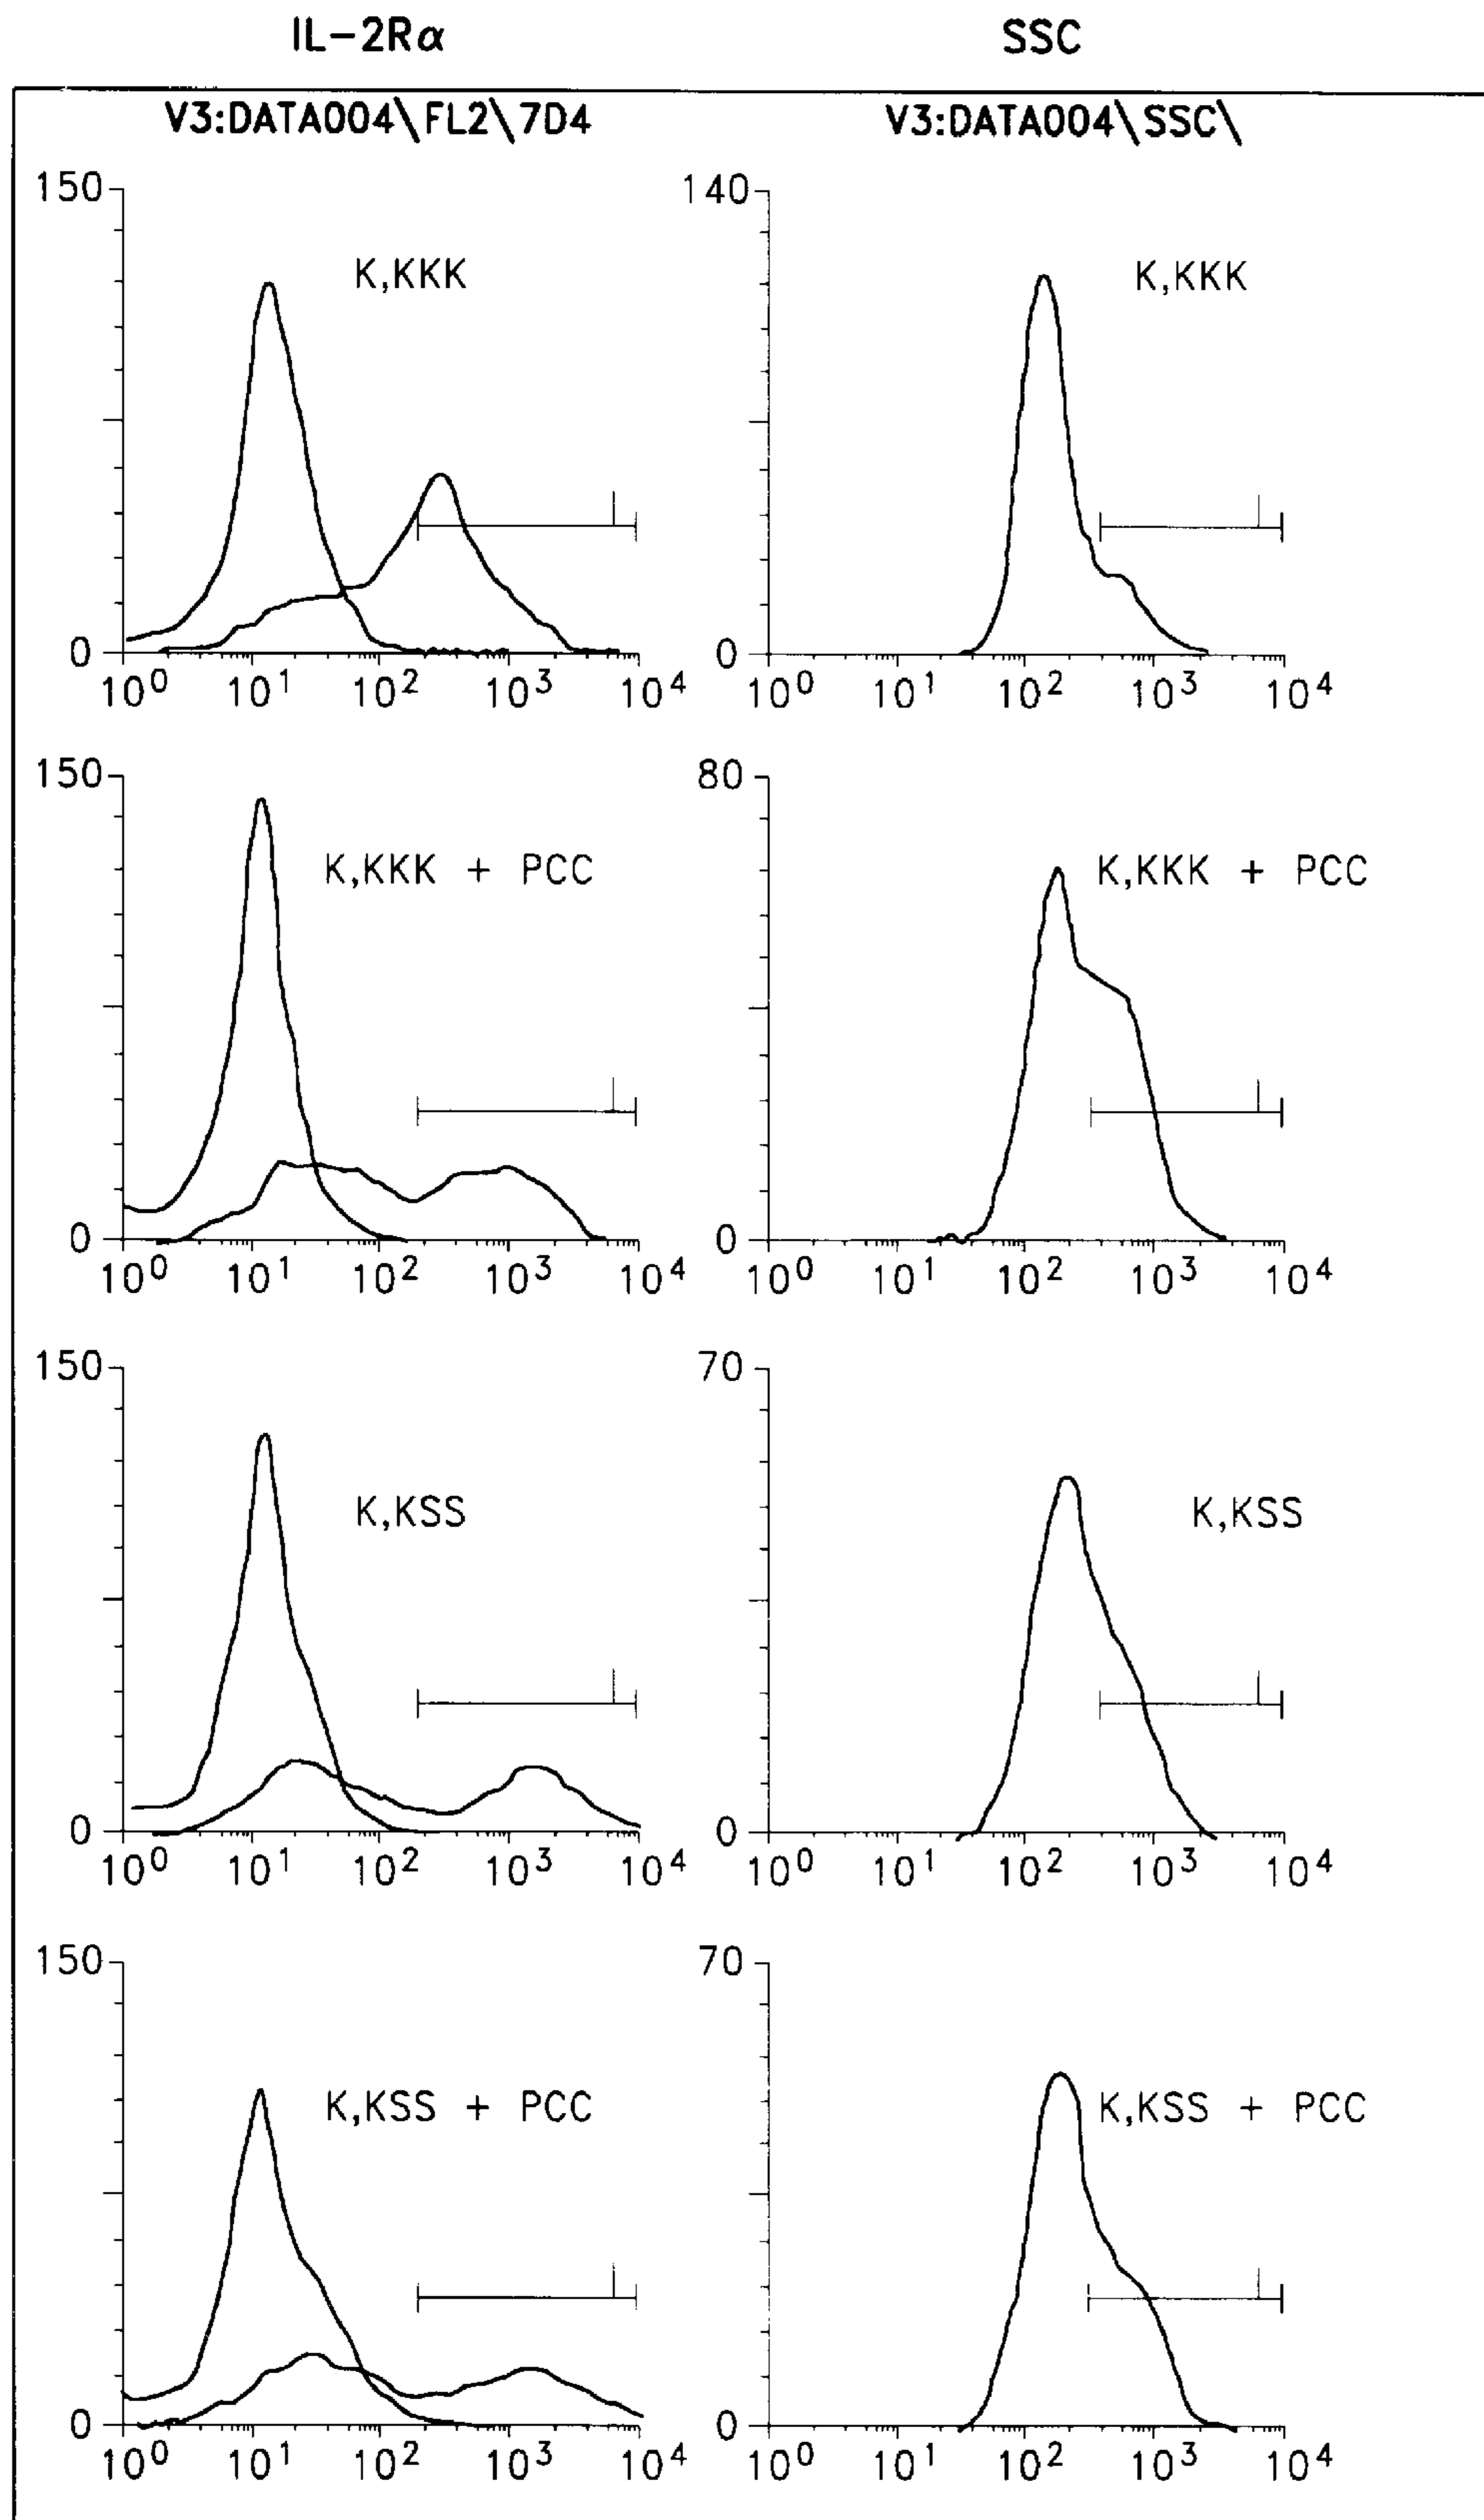 IL-2Rα SSC
V3:DATA004\FL2\7D4 V3:DATA004\SSC\
150 140
K,KKK K,KKK
0 0
10⁰ 10¹ 10² 10³ 10⁴ 10⁰ 10¹ 10² 10³ 10⁴
150 80
K,KKK + PCC K,KKK + PCC
0 0
10⁰ 10¹ 10² 10³ 10⁴ 10⁰ 10¹ 10² 10³ 10⁴
150 70
K,KSS K,KSS
0 0
10⁰ 10¹ 10² 10³ 10⁴ 10⁰ 10¹ 10² 10³ 10⁴
150 70
K,KSS + PCC K,KSS + PCC
0 0
10⁰ 10¹ 10² 10³ 10⁴ 10⁰ 10¹ 10² 10³ 10⁴